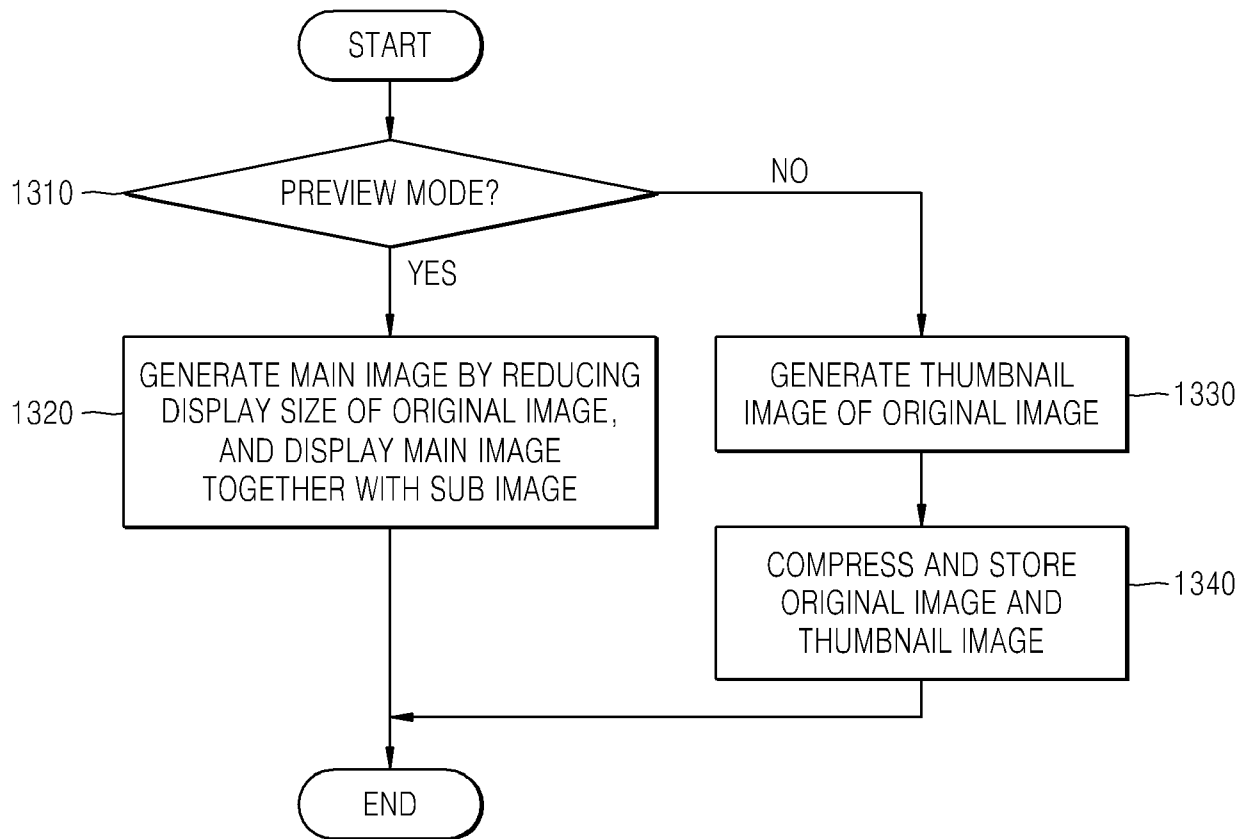 START
1310
PREVIEW MODE?
NO
YES
1320
GENERATE MAIN IMAGE BY REDUCING
DISPLAY SIZE OF ORIGINAL IMAGE,
AND DISPLAY MAIN IMAGE
TOGETHER WITH SUB IMAGE
GENERATE THUMBNAIL
IMAGE OF ORIGINAL IMAGE
1330
COMPRESS AND STORE
ORIGINAL IMAGE AND
THUMBNAIL IMAGE
1340
END